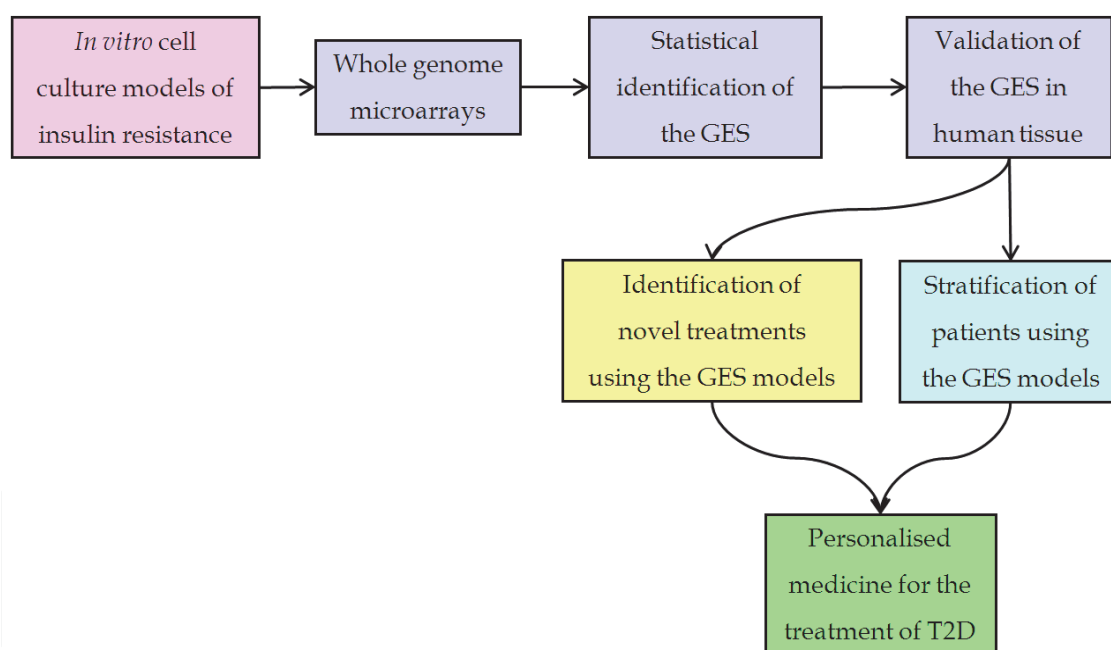 In vitro cell
culture models of
insulin resistance
Whole genome
microarrays
Statistical
identification of
the GES
Validation of
the GES in
human tissue
Identification of
novel treatments
using the GES models
Stratification of
patients using
the GES models
Personalised
medicine for the
treatment of T2D